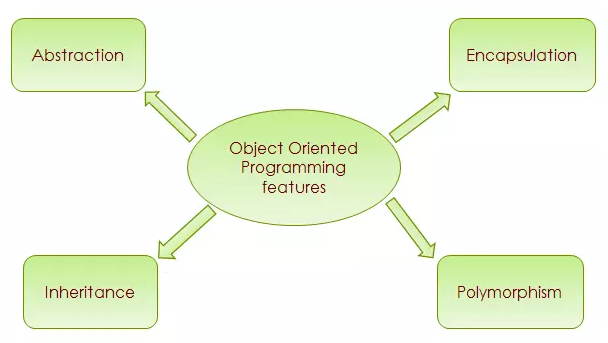 Abstraction
Encapsulation
Object Oriented
Programming
features
Inheritance
Polymorphism